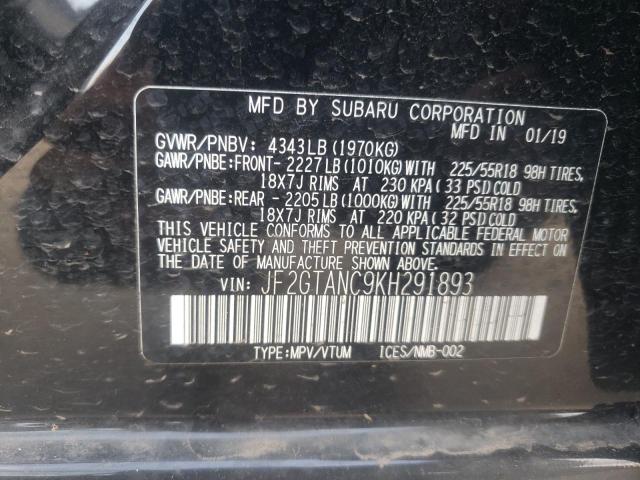 MFD BY SUBARU CORPORATION
MFD IN 01/19
GVWR/PNBV: 4343LB(1970KG)
GAWR/PNBE:FRONT- 2227LB(1010KG)WITH 225/55R18 98H TIRES,
18X7J RIMS AT 230 KPA(33 PSI)COLD
GAWR/PNBE:REAR - 2205LB(1000KG)WITH 225/55R18 98H TIRES,
18X7J RIMS AT 220 KPA(32 PSI)COLD
THIS VEHICLE CONFORMS TO ALL APPLICABLE FEDERAL MOTOR
VEHICLE SAFETY AND THEFT PREVENTION STANDARDS IN EFFECT ON
THE DATE OF MANUFACTURE SHOWN ABOVE.
VIN: JF2GTANC9KH291893
TYPE:MPV/VTUM ICES/NMB-002